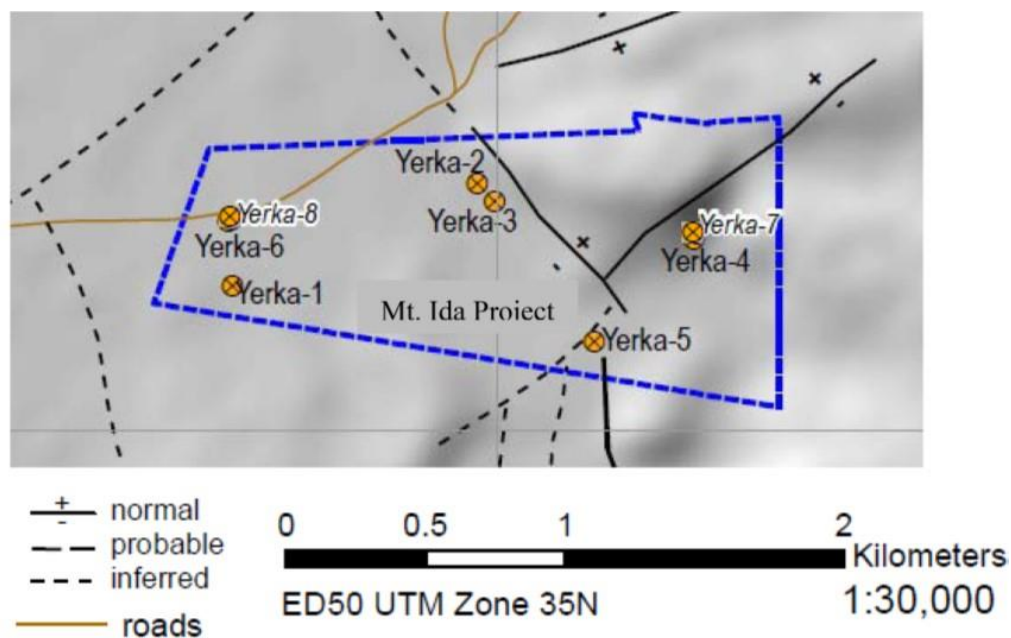 Yerka-2
Yerka-8
Yerka-3
Yerka-7
Yerka-6
Yerka-4
Yerka-1
Mt. Ida Proiect
Yerka-5
+
-
normal
probable
inferred
roads
0 0.5 1 2
Kilometers
ED50 UTM Zone 35N
1:30,000